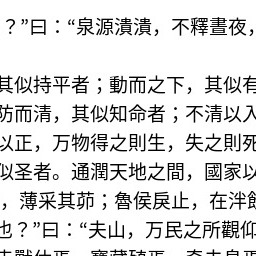 ？”曰：“泉源潰潰，不釋晝夜，
其似持平者；動而之下，其似有
防而清，其似知命者；不清以入
以正，万物得之則生，失之則死
似圣者。通潤天地之間，國家以
，薄采其茆；魯侯戾止，在泮飲
也？”曰：“夫山，万民之所觀仰